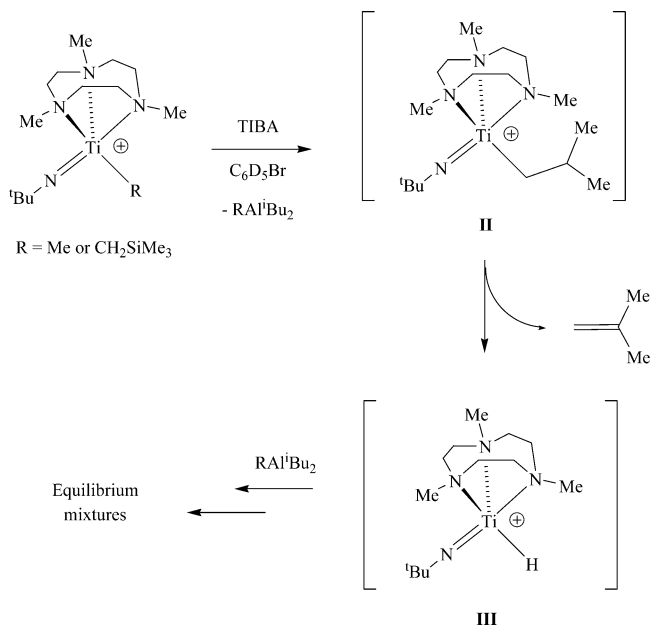 Me
N
Me
N
N
Me
Ti
⊕
N
ᵗBu
R
R = Me or CH₂SiMe₃
TIBA
C₆D₅Br
- RAlⁱBu₂
Me
N
Me
N
N
Me
Ti
⊕
N
ᵗBu
Me
Me
II
Me
Me
Me
N
Me
N
N
Me
Ti
⊕
N
ᵗBu
H
III
RAlⁱBu₂
Equilibrium
mixtures